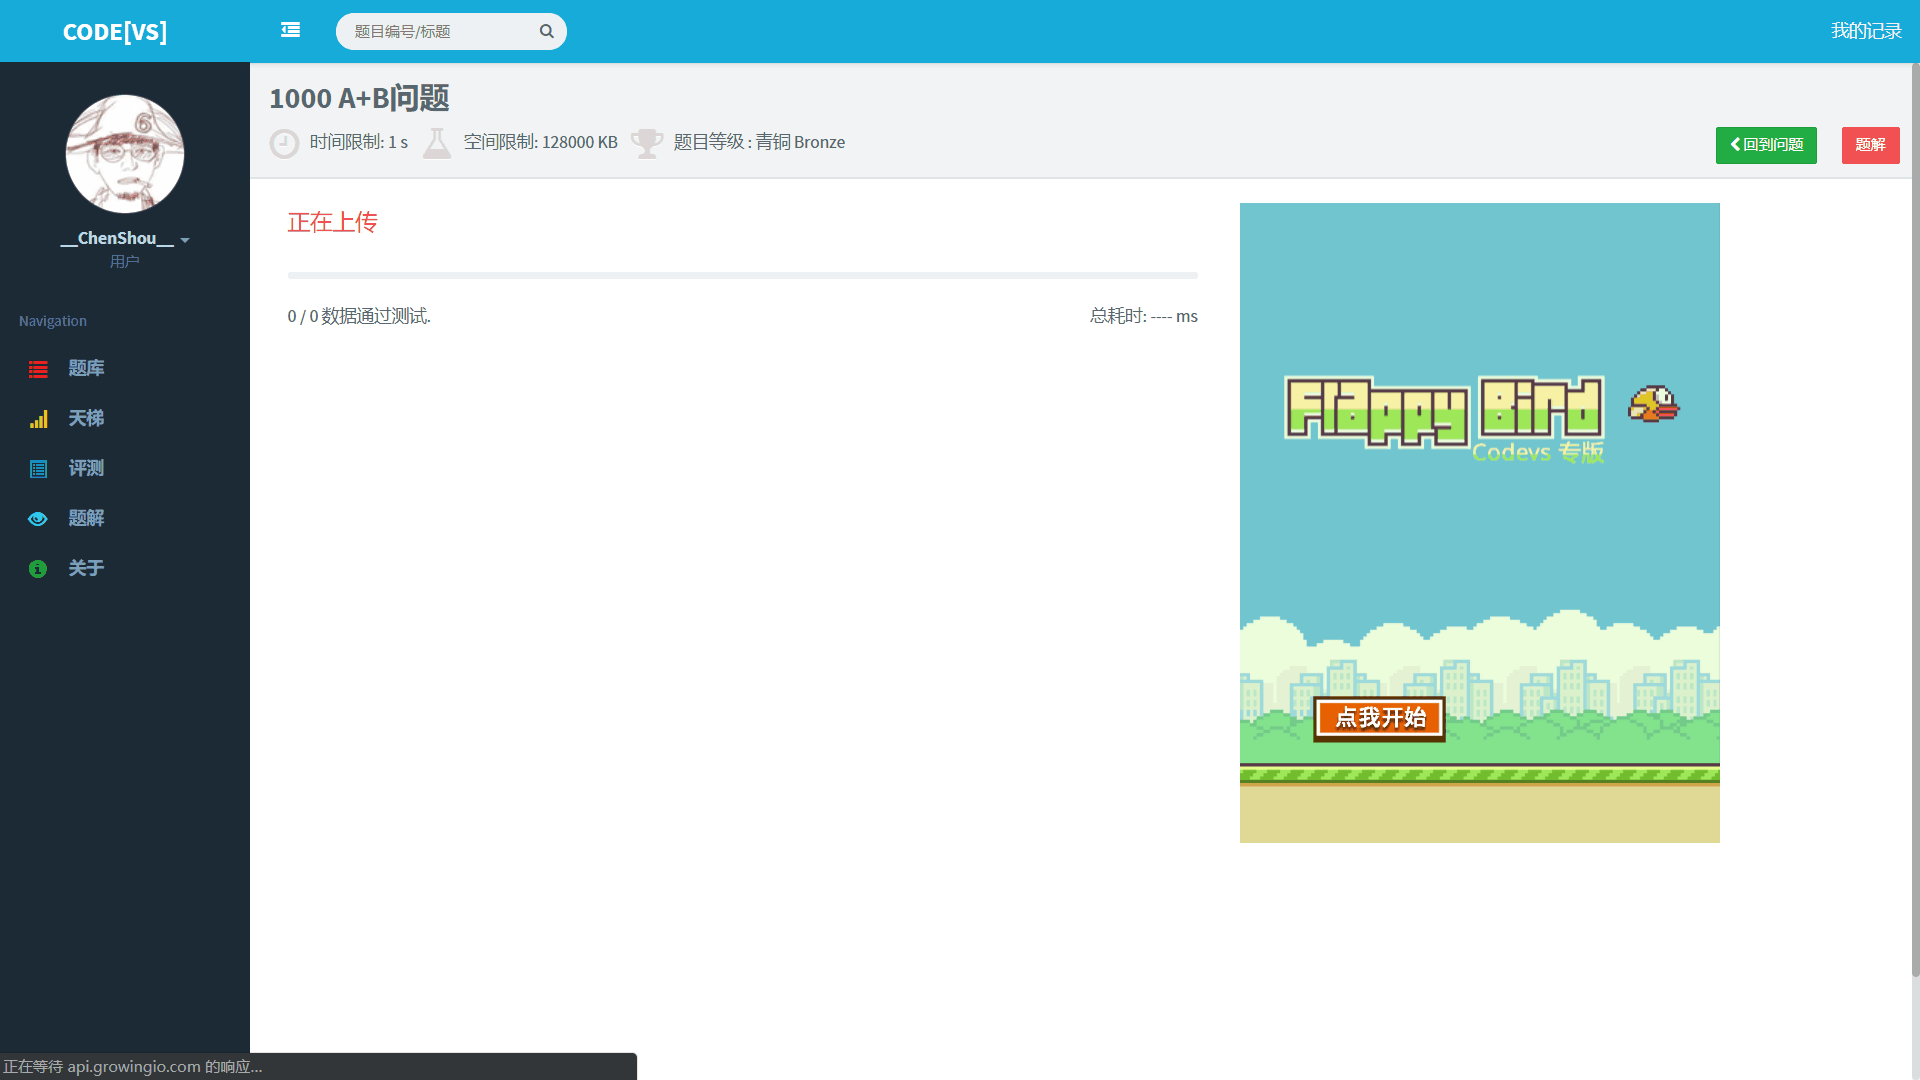 CODE[VS]
题目编号/标题
我的记录
6
__ChenShou__
用户
Navigation
题库
天梯
评测
题解
关于
1000 A+B问题
时间限制: 1 s
空间限制: 128000 KB
题目等级 : 青铜 Bronze
回到问题
题解
正在上传
0 / 0 数据通过测试.
总耗时: ---- ms
Flappy Bird
Codevs 专版
点我开始
正在等待 api.growingio.com 的响应...